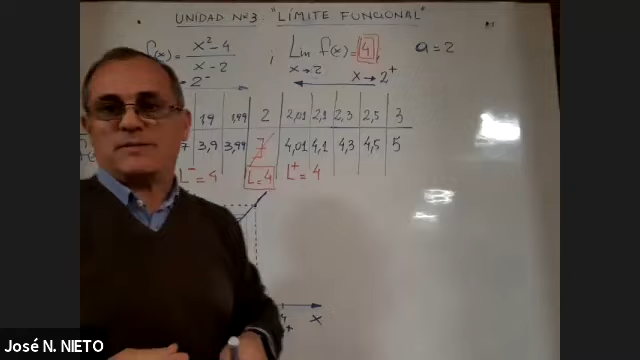 UNIDAD Nº3: "LÍMITE FUNCIONAL"
f(x) = x² - 4 / x - 2 ; Lím f(x) = 4 a = 2
x → 2
2⁻ x → 2⁺
1,9 1,99 2 2,01 2,1 2,3 2,5 3
3,9 3,99 ∄ 4,01 4,1 4,3 4,5 5
L⁻ = 4 L = 4 L⁺ = 4
x
José N. NIETO